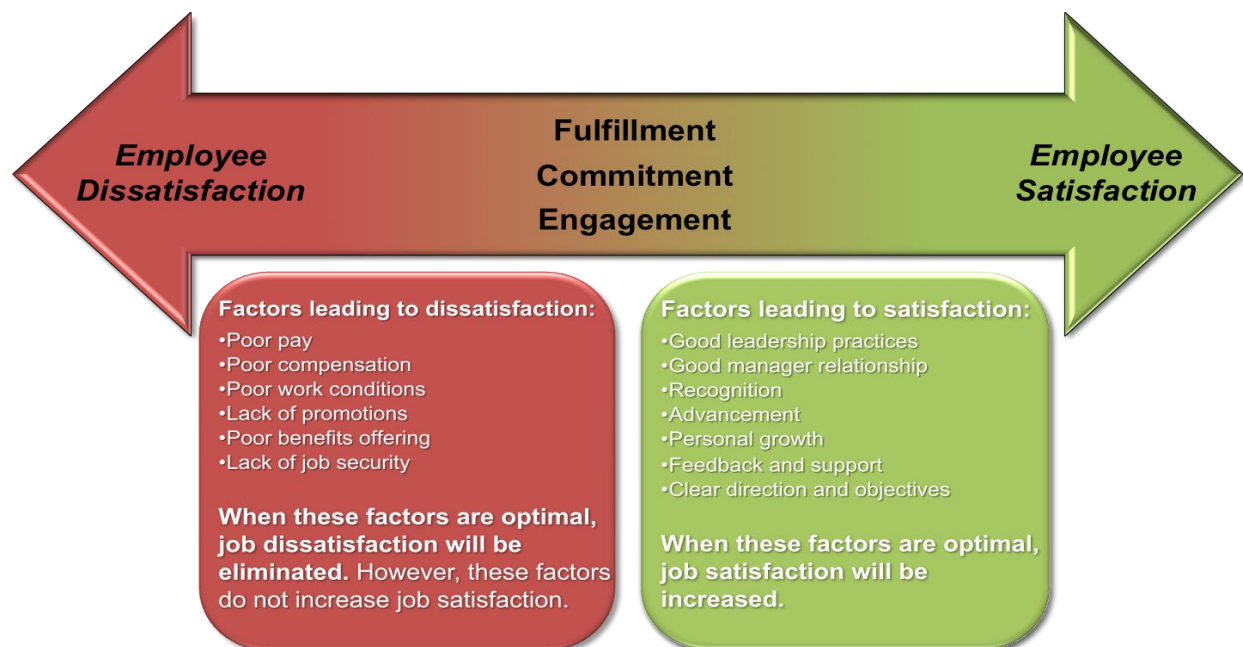 Employee
Dissatisfaction
Fulfillment
Commitment
Engagement
Employee
Satisfaction
Factors leading to dissatisfaction:
•Poor pay
•Poor compensation
•Poor work conditions
•Lack of promotions
•Poor benefits offering
•Lack of job security
When these factors are optimal,
job dissatisfaction will be
eliminated. However, these factors
do not increase job satisfaction.
Factors leading to satisfaction:
•Good leadership practices
•Good manager relationship
•Recognition
•Advancement
•Personal growth
•Feedback and support
•Clear direction and objectives
When these factors are optimal,
job satisfaction will be
increased.